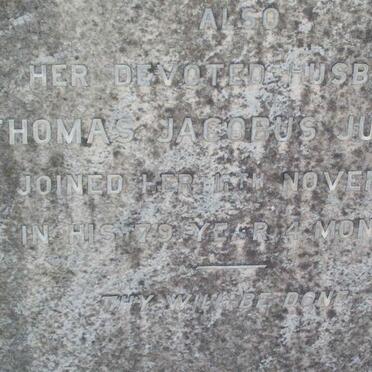 ALSO
HER DEVOTED HUSB
THOMAS JACOBUS JU
JOINED HER 11TH NOVE
IN HIS 79 YEAR 4 MON
THY WILL BE DONE